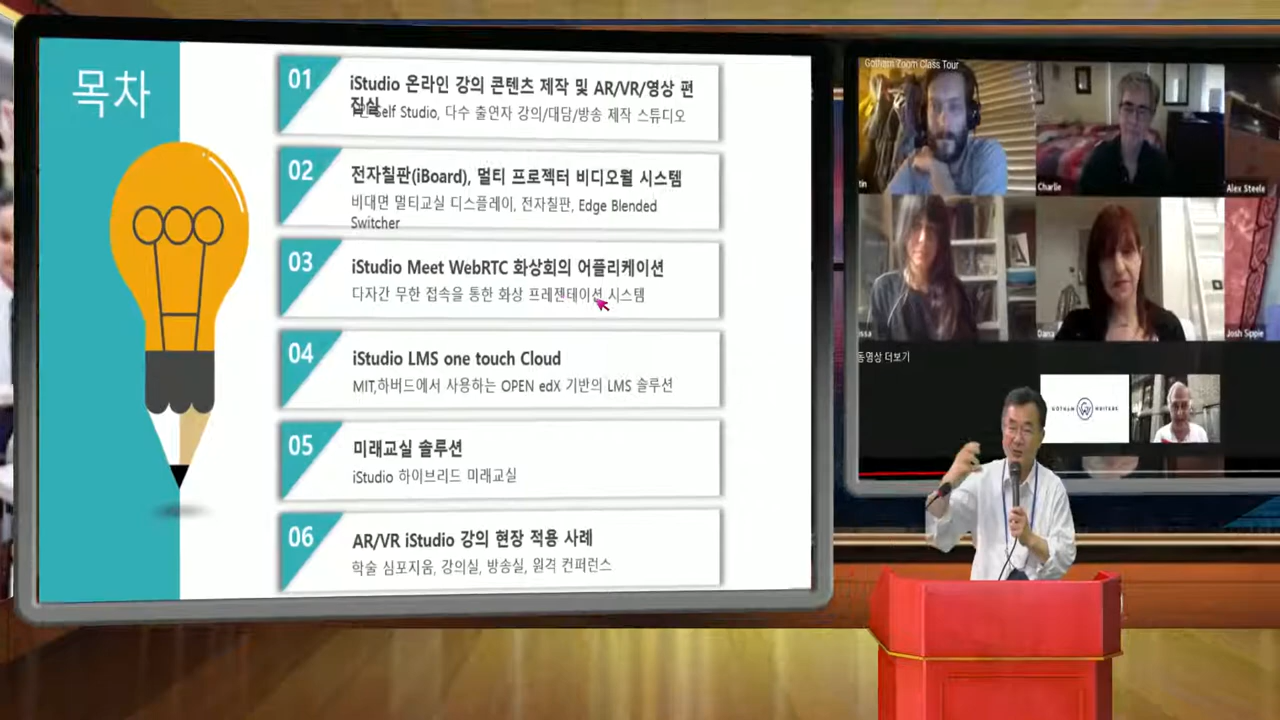 목차
01
iStudio 온라인 강의 콘텐츠 제작 및 AR/VR/영상 편
집실
Self Studio, 다수 출연자 강의/대담/방송 제작 스튜디오
02
전자칠판(iBoard), 멀티 프로젝터 비디오월 시스템
비대면 멀티교실 디스플레이, 전자칠판, Edge Blended
Switcher
03
iStudio Meet WebRTC 화상회의 어플리케이션
다자간 무한 접속을 통한 화상 프레젠테이션 시스템
04
iStudio LMS one touch Cloud
MIT,하버드에서 사용하는 OPEN edX 기반의 LMS 솔루션
05
미래교실 솔루션
iStudio 하이브리드 미래교실
06
AR/VR iStudio 강의 현장 적용 사례
학술 심포지움, 강의실, 방송실, 원격 컨퍼런스
Gotham Zoom Class Tour
Charlie
Alex Steele
Dana
Josh Sippie
동영상 더보기
GOTHAM WRITERS